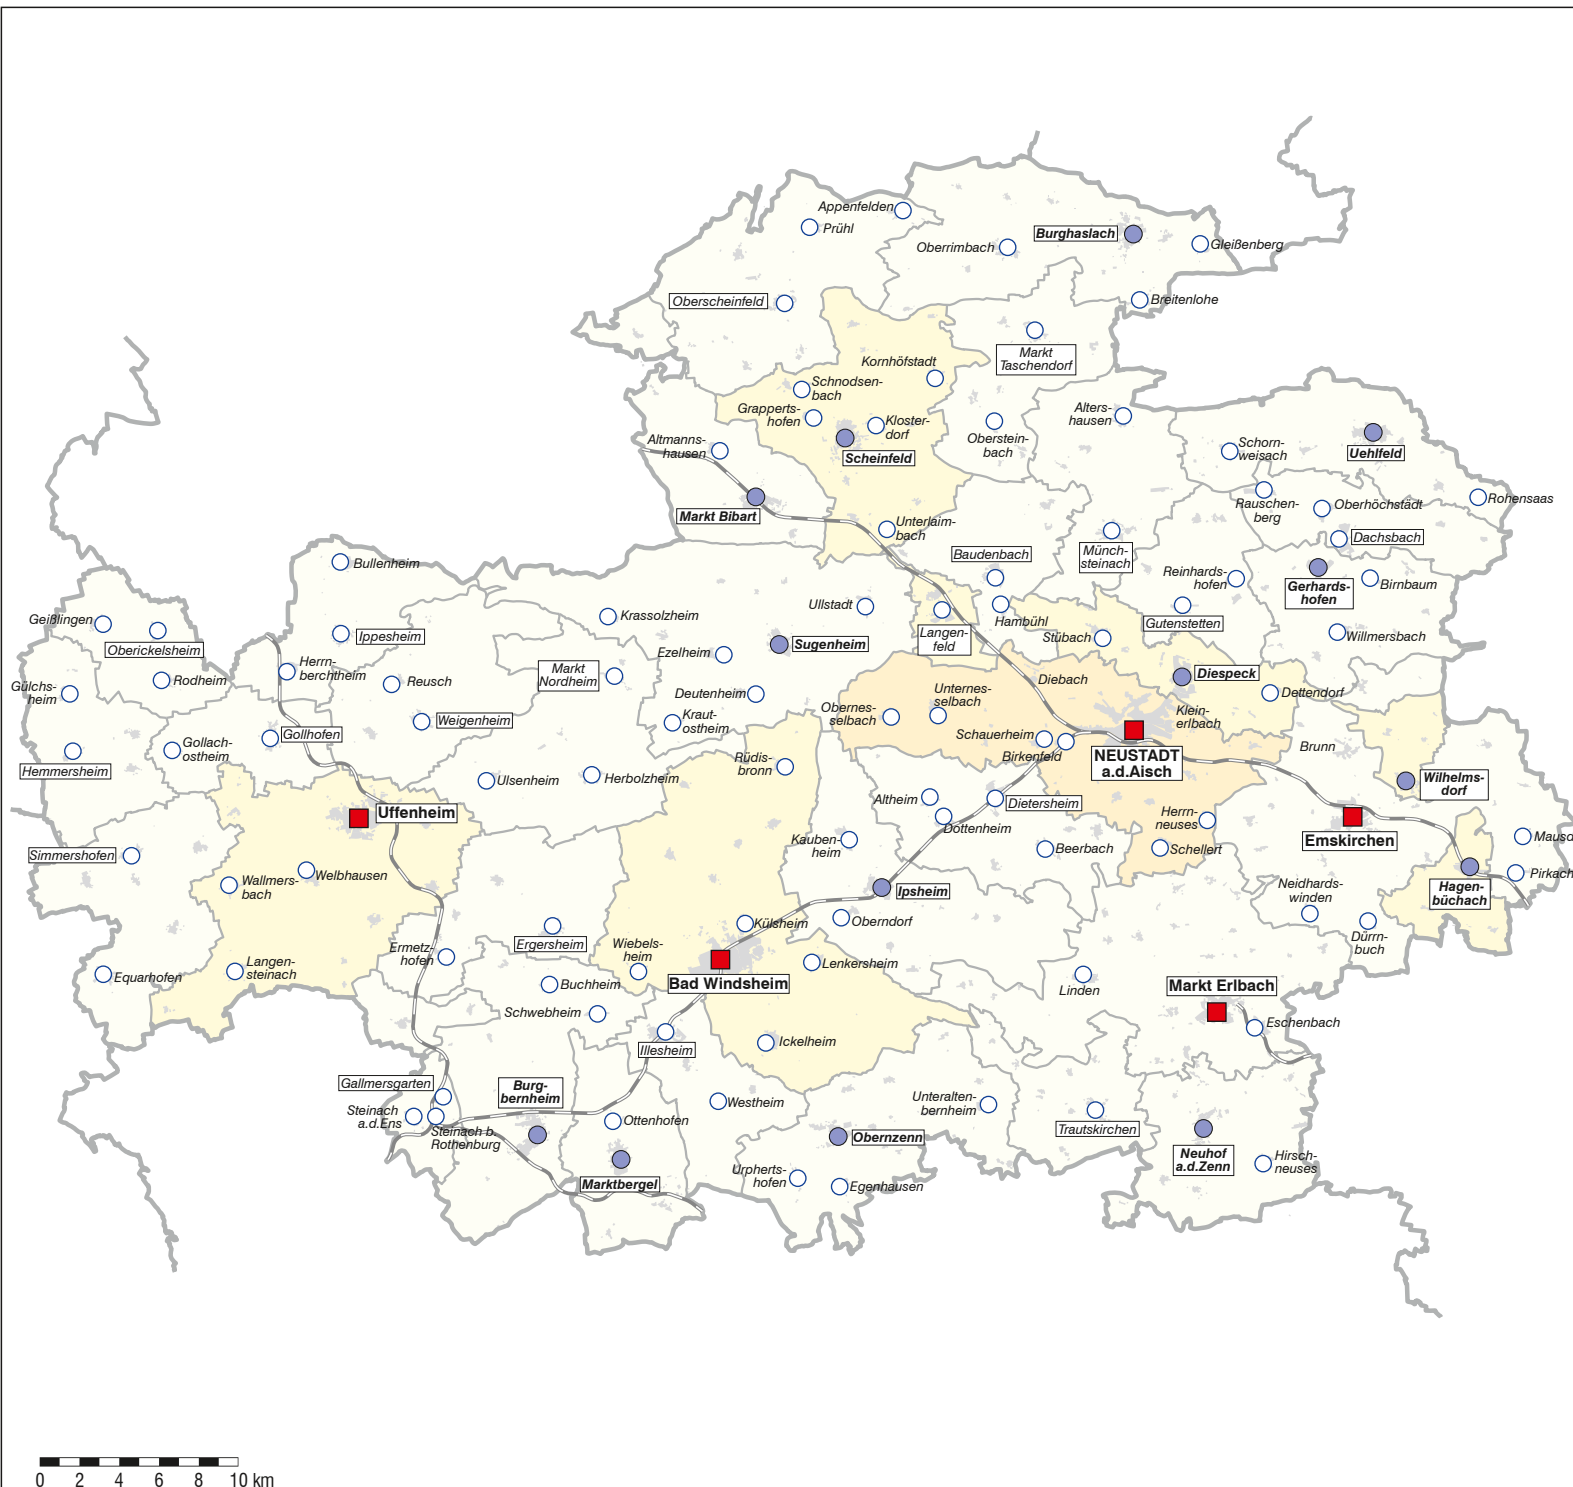 Appenfelden
Prühl
Burghaslach
Oberrimbach
Gleißenberg
Oberscheinfeld
Breitenlohe
Markt
Taschendorf
Kornhöfstadt
Schnodsen-
bach
Grapperts-
hofen
Kloster-
dorf
Scheinfeld
Alters-
hausen
Oberstein-
bach
Altmanns-
hausen
Schorn-
weisach
Uehlfeld
Markt Bibart
Rauschen-
berg
Oberhöchstädt
Rohensaas
Unterlaim-
bach
Baudenbach
Münch-
steinach
Dachsbach
Bullenheim
Reinhards-
hofen
Gerhards-
hofen
Birnbaum
Geißlingen
Krassolzheim
Ullstadt
Hambühl
Gutenstetten
Oberickelsheim
Ippesheim
Ezelheim
Sugenheim
Langen-
feld
Stübach
Willmersbach
Herrn-
berchtheim
Gülchs-
heim
Rodheim
Reusch
Markt
Nordheim
Deutenheim
Diebach
Diespeck
Dettendorf
Unternes-
selbach
Obernes-
selbach
Klein-
erlbach
Weigenheim
Kraut-
ostheim
Gollhofen
Gollach-
ostheim
Schauerheim
Birkenfeld
Brunn
Hemmersheim
Rüdis-
bronn
NEUSTADT
a.d.Aisch
Ulsenheim
Herbolzheim
Wilhelms-
dorf
Altheim
Dietersheim
Uffenheim
Dottenheim
Herrn-
neuses
Emskirchen
Mausd
Kauben-
heim
Beerbach
Schellert
Simmershofen
Welbhausen
Wallmers-
bach
Pirkach
Ipsheim
Neidhards-
winden
Hagen-
büchach
Külsheim
Oberndorf
Ergersheim
Wiebels-
heim
Dürrn-
buch
Ermetz-
hofen
Langen-
steinach
Equarhofen
Lenkersheim
Buchheim
Bad Windsheim
Linden
Markt Erlbach
Schwebheim
Eschenbach
Illesheim
Ickelheim
Gallmersgarten
Burg-
bernheim
Westheim
Unteralten-
bernheim
Steinach
a.d.Ens
Ottenhofen
Steinach b.
Rothenburg
Trautskirchen
Obernzenn
Neuhof
a.d.Zenn
Hirsch-
neuses
Urpherts-
hofen
Marktbergel
Egenhausen
0 2 4 6 8 10 km